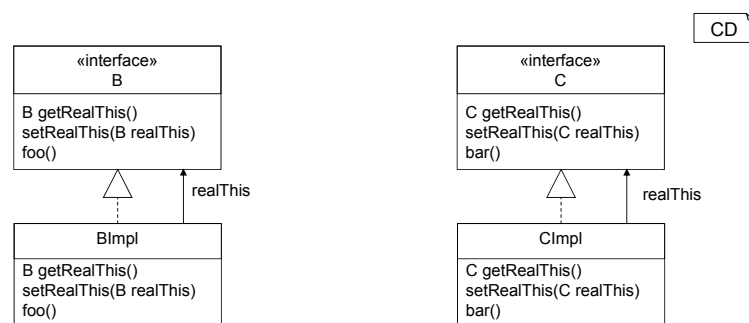 CD
«interface»
B
B getRealThis()
setRealThis(B realThis)
foo()
realThis
BImpl
B getRealThis()
setRealThis(B realThis)
foo()
«interface»
C
C getRealThis()
setRealThis(C realThis)
bar()
realThis
CImpl
C getRealThis()
setRealThis(C realThis)
bar()